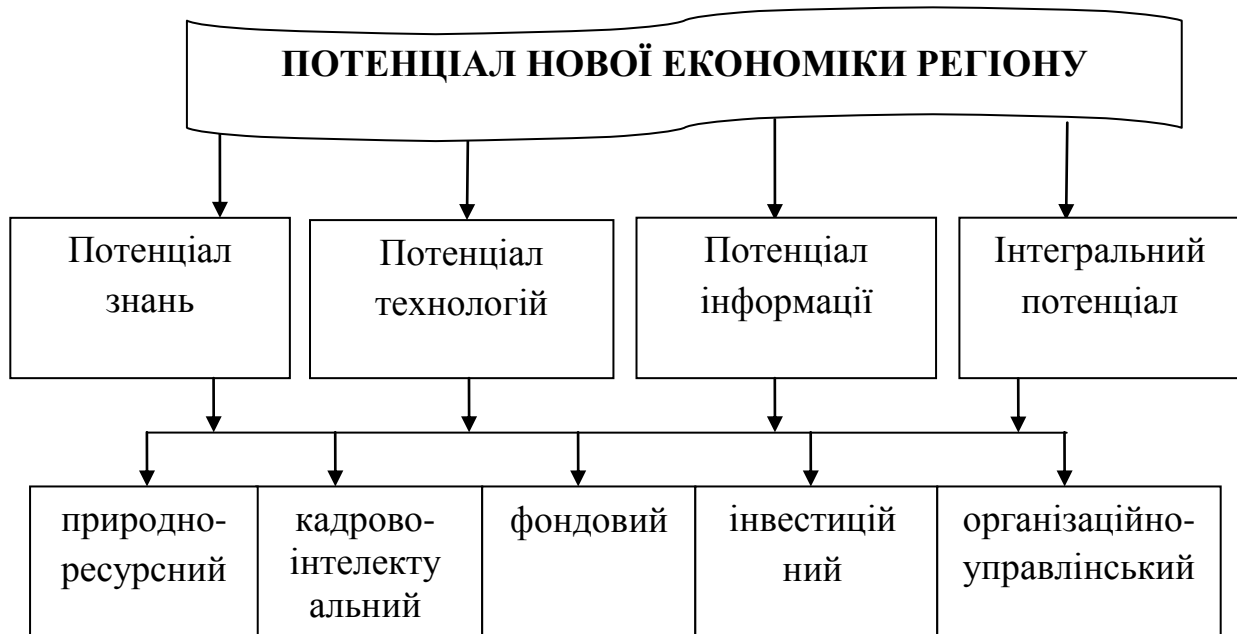 ПОТЕНЦІАЛ НОВОЇ ЕКОНОМІКИ РЕГІОНУ
Потенціал
знань
Потенціал
технологій
Потенціал
інформації
Інтегральний
потенціал
природно-
ресурсний
кадрово-
інтелекту
альний
фондовий
інвестицій
ний
організаційно-
управлінський